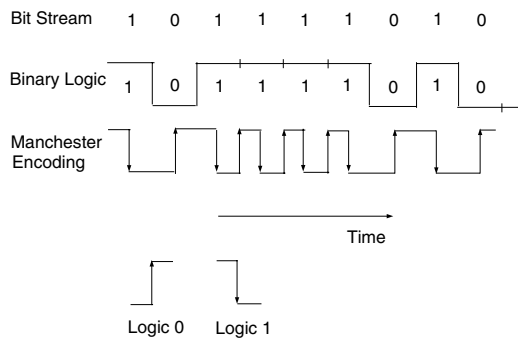 Bit Stream 1 0 1 1 1 1 0 1 0
Binary Logic 1 0 1 1 1 1 0 1 0
Manchester
Encoding
Time
Logic 0 Logic 1